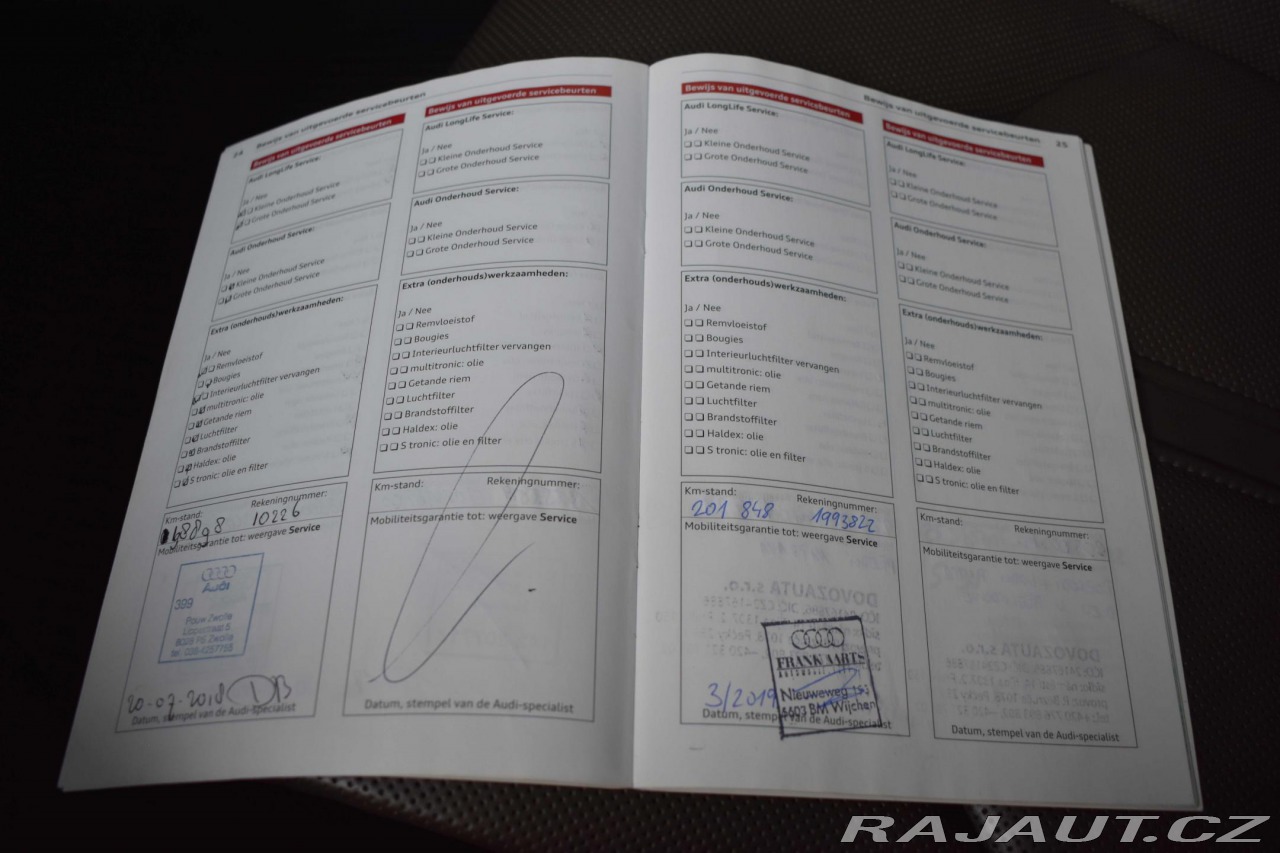 24 Bewijs van uitgevoerde servicebeurten
Bewijs van uitgevoerde servicebeurten
Audi LongLife Service:
Ja / Nee
Kleine Onderhoud Service
Grote Onderhoud Service
Audi Onderhoud Service:
Ja / Nee
Kleine Onderhoud Service
Grote Onderhoud Service
Extra (onderhouds)werkzaamheden:
Ja / Nee
Remvloeistof
Bougies
Interieurluchtfilter vervangen
multitronic: olie
Getande riem
Luchtfilter
Brandstoffilter
Haldex: olie
S tronic: olie en filter
Km-stand: Rekeningnummer:
10226
Mobiliteitsgarantie tot: weergave Service
Audi
399
Pouw Zwolle
Zwolle
20-07-2018 DB
Datum, stempel van de Audi-specialist
Bewijs van uitgevoerde servicebeurten
Audi LongLife Service:
Ja / Nee
Kleine Onderhoud Service
Grote Onderhoud Service
Audi Onderhoud Service:
Ja / Nee
Kleine Onderhoud Service
Grote Onderhoud Service
Extra (onderhouds)werkzaamheden:
Ja / Nee
Remvloeistof
Bougies
Interieurluchtfilter vervangen
multitronic: olie
Getande riem
Luchtfilter
Brandstoffilter
Haldex: olie
S tronic: olie en filter
Km-stand: Rekeningnummer:
Mobiliteitsgarantie tot: weergave Service
Datum, stempel van de Audi-specialist
Bewijs van uitgevoerde servicebeurten 25
Bewijs van uitgevoerde servicebeurten
Audi LongLife Service:
Ja / Nee
Kleine Onderhoud Service
Grote Onderhoud Service
Audi Onderhoud Service:
Ja / Nee
Kleine Onderhoud Service
Grote Onderhoud Service
Extra (onderhouds)werkzaamheden:
Ja / Nee
Remvloeistof
Bougies
Interieurluchtfilter vervangen
multitronic: olie
Getande riem
Luchtfilter
Brandstoffilter
Haldex: olie
S tronic: olie en filter
Km-stand: Rekeningnummer:
201 848 1993822
Mobiliteitsgarantie tot: weergave Service
DOVOZAUTA s.r.o.
FRANK AARTS
Nieuweweg
6603 BM Wijchen
3/2019
Datum, stempel van de Audi-specialist
Bewijs van uitgevoerde servicebeurten
Audi LongLife Service:
Ja / Nee
Kleine Onderhoud Service
Grote Onderhoud Service
Audi Onderhoud Service:
Ja / Nee
Kleine Onderhoud Service
Grote Onderhoud Service
Extra (onderhouds)werkzaamheden:
Ja / Nee
Remvloeistof
Bougies
Interieurluchtfilter vervangen
multitronic: olie
Getande riem
Luchtfilter
Brandstoffilter
Haldex: olie
S tronic: olie en filter
Km-stand: Rekeningnummer:
Mobiliteitsgarantie tot: weergave Service
DOVOZAUTA s.r.o.
Datum, stempel van de Audi-specialist
RAJAUT.CZ